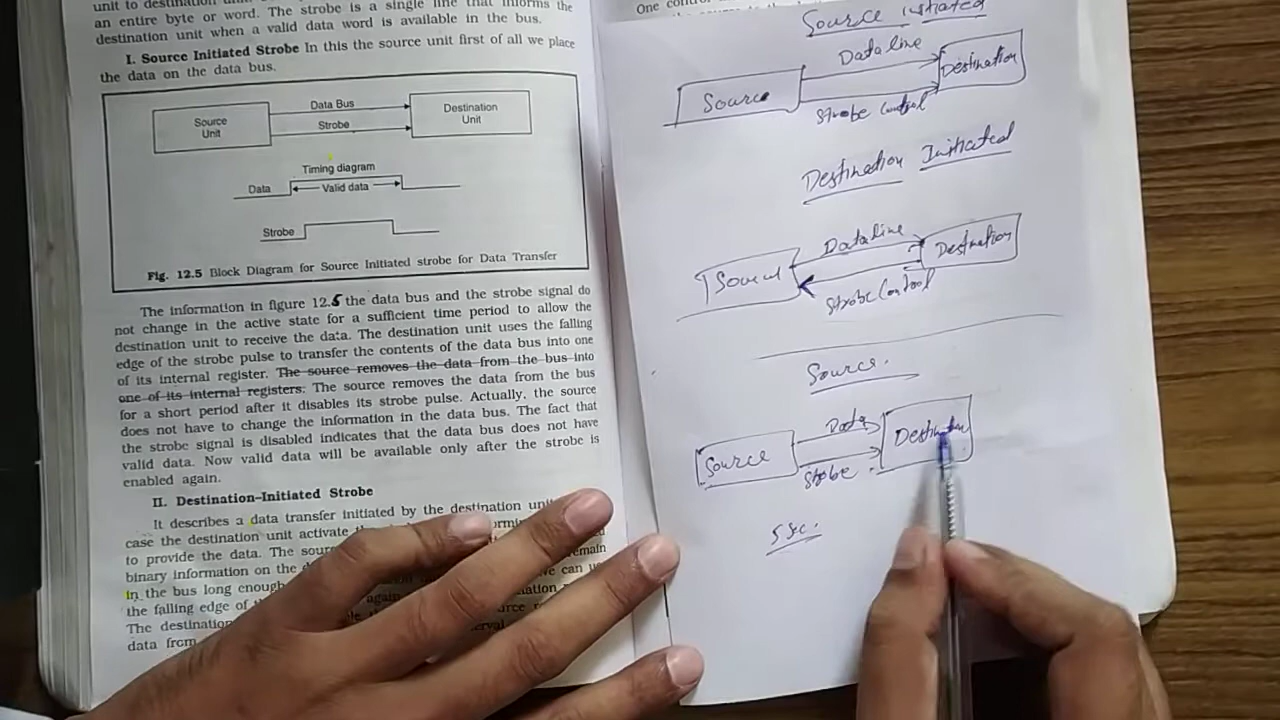 unit to destination unit.
an entire byte or word. The strobe is a single line that informs the
destination unit when a valid data word is available in the bus.
I. Source Initiated Strobe In this the source unit first of all we place
the data on the data bus.
Source
Unit
Data Bus
Strobe
Destination
Unit
Timing diagram
Data
Valid data
Strobe
Fig. 12.5 Block Diagram for Source Initiated strobe for Data Transfer
The information in figure 12.5 the data bus and the strobe signal do
not change in the active state for a sufficient time period to allow the
destination unit to receive the data. The destination unit uses the falling
edge of the strobe pulse to transfer the contents of the data bus into one
of its internal register. The source removes the data from the bus into
one of its internal registers. The source removes the data from the bus
for a short period after it disables its strobe pulse. Actually, the source
does not have to change the information in the data bus. The fact that
the strobe signal is disabled indicates that the data bus does not have
valid data. Now valid data will be available only after the strobe is
enabled again.
II. Destination–Initiated Strobe
It describes a data transfer initiated by the destination unit
case the destination unit activate
to provide the data. The
binary information on the
in the bus long enough
the falling edge of
The destination
data from
One
Source initiated
Source
Data line
Strobe control
Destination
Destination Initiated
Source
Data line
Strobe Control
Destination
Source.
Source
Data
Strobe
5 sec.